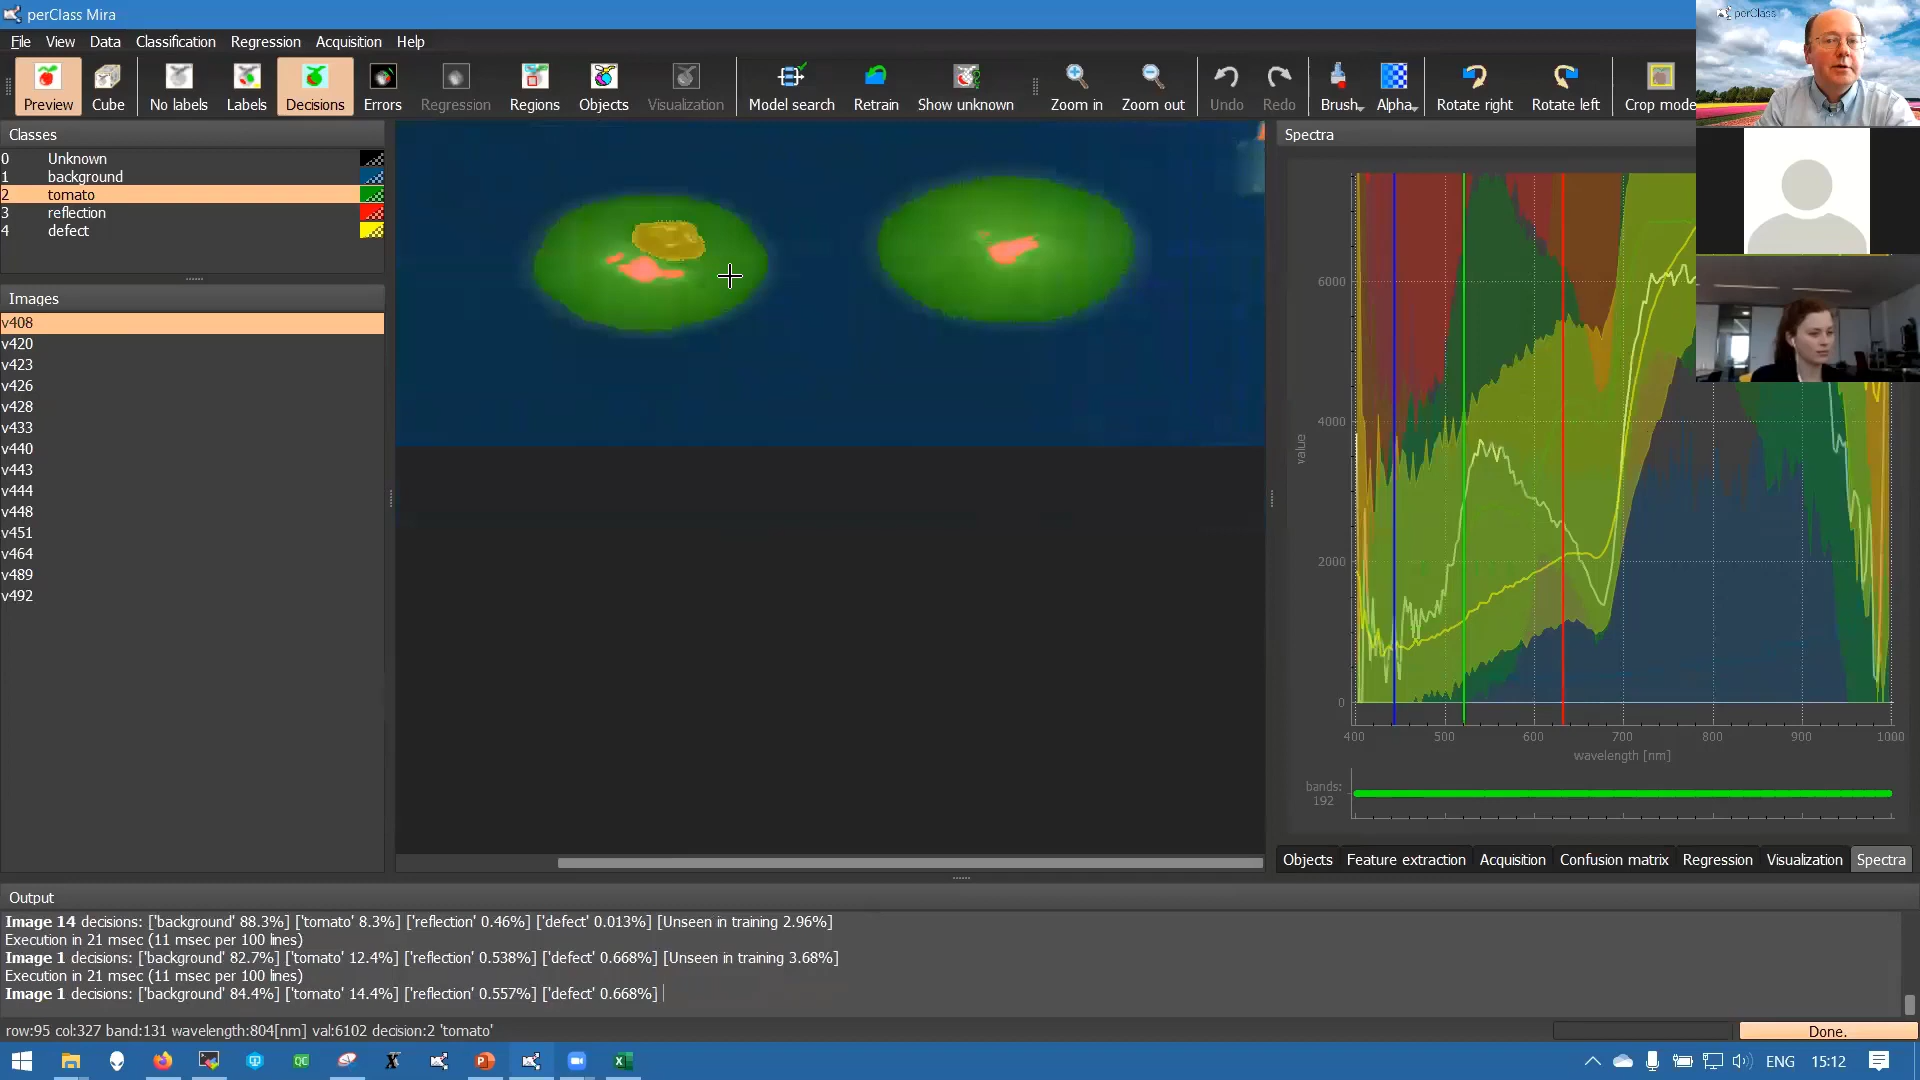 perClass Mira
perClass
File View Data Classification Regression Acquisition Help
Preview Cube No labels Labels Decisions Errors Regression Regions Objects Visualization Model search Retrain Show unknown Zoom in Zoom out Undo Redo Brush Alpha Rotate right Rotate left Crop mode
Classes
0 Unknown
1 background
2 tomato
3 reflection
4 defect
Images
v408
v420
v423
v426
v428
v433
v440
v443
v444
v448
v451
v464
v489
v492
Spectra
6000
4000
2000
0
value
400 500 600 700 800 900 1000
wavelength [nm]
bands:
192
Objects Feature extraction Acquisition Confusion matrix Regression Visualization Spectra
Output
Image 14 decisions: ['background' 88.3%] ['tomato' 8.3%] ['reflection' 0.46%] ['defect' 0.013%] [Unseen in training 2.96%]
Execution in 21 msec (11 msec per 100 lines)
Image 1 decisions: ['background' 82.7%] ['tomato' 12.4%] ['reflection' 0.538%] ['defect' 0.668%] [Unseen in training 3.68%]
Execution in 21 msec (11 msec per 100 lines)
Image 1 decisions: ['background' 84.4%] ['tomato' 14.4%] ['reflection' 0.557%] ['defect' 0.668%]
row:95 col:327 band:131 wavelength:804[nm] val:6102 decision:2 'tomato'
Done.
QC
ENG 15:12